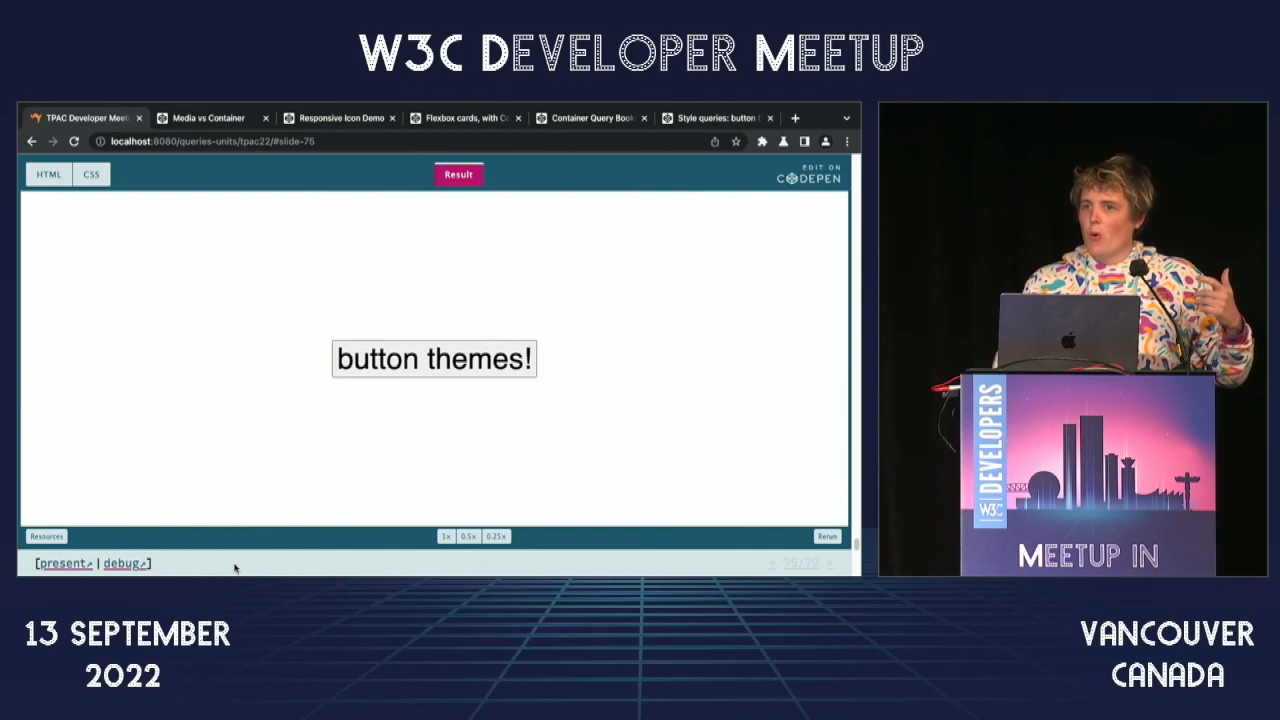 W3C DEVELOPER MEETUP
TPAC Developer Meet
Media vs Container
Responsive Icon Demo
Flexbox cards, with Co
Container Query Book
Style queries: button t
localhost:8080/queries-units/tpac22/#slide-75
HTML
CSS
Result
EDIT ON
CODEPEN
button themes!
Resources
1×
0.5×
0.25×
Rerun
[present | debug]
75/79
DEVELOPERS
W3C
MEETUP IN
13 SEPTEMBER
2022
VANCOUVER
CANADA